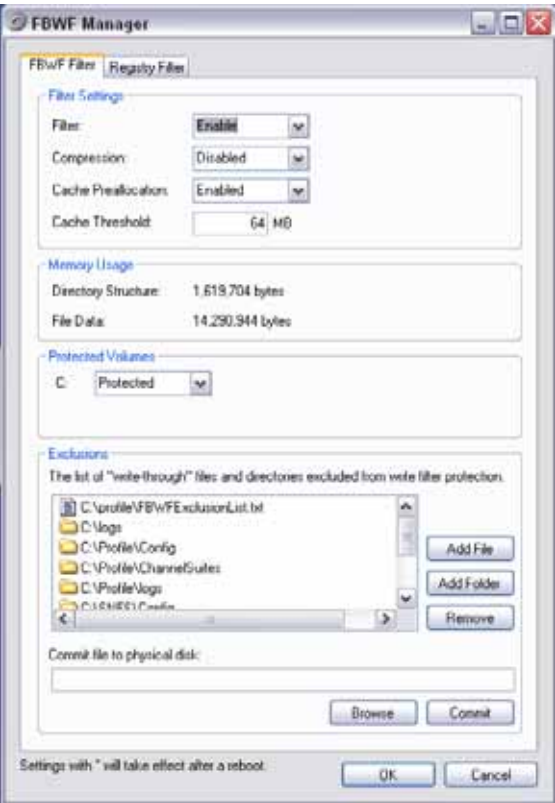 FBWF Manager
FBWF Filter Registry Filter
Filter Settings
Filter: Enable
Compression: Disabled
Cache Preallocation: Enabled
Cache Threshold: 64 MB
Memory Usage
Directory Structure: 1,619,704 bytes
File Data: 14,290,944 bytes
Protected Volumes
C: Protected
Exclusions
The list of "write-through" files and directories excluded from write filter protection.
C:\profile\FBWFExclusionList.txt
C:\logs
C:\Profile\Config
C:\Profile\ChannelSuites
C:\Profile\logs
Add File
Add Folder
Remove
Commit file to physical disk:
Browse Commit
Settings with * will take effect after a reboot.
OK Cancel